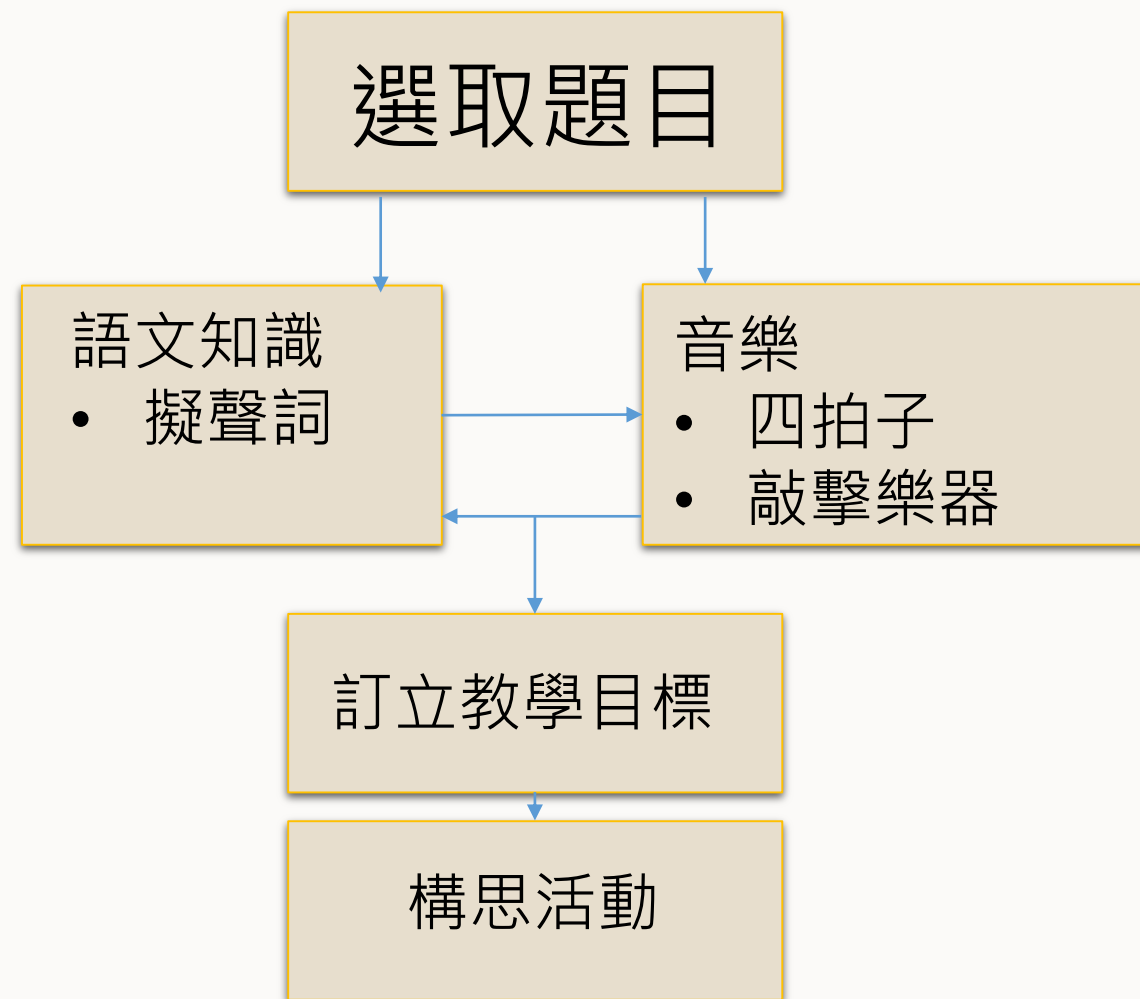 選取題目
語文知識
• 擬聲詞
音樂
• 四拍子
• 敲擊樂器
訂立教學目標
構思活動